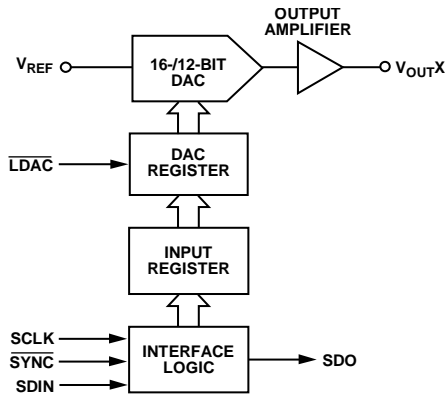 OUTPUT
AMPLIFIER
VREF
16-/12-BIT
DAC
VOUTX
LDAC
DAC
REGISTER
INPUT
REGISTER
SCLK
SYNC
SDIN
INTERFACE
LOGIC
SDO